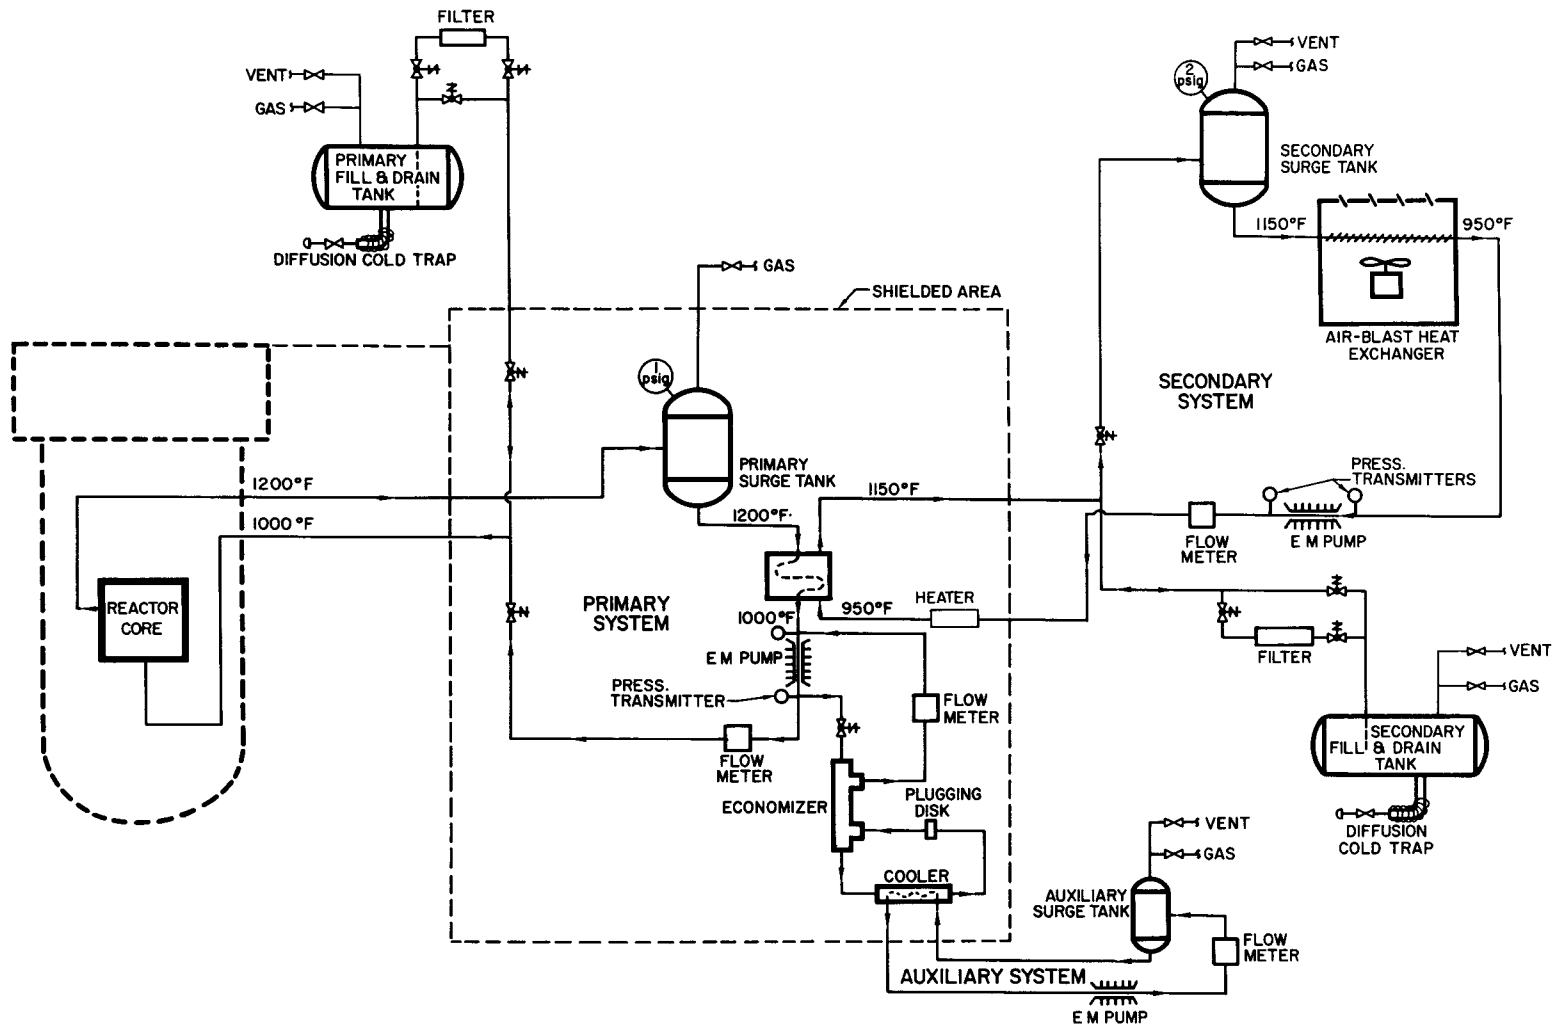 FILTER
VENT
GAS
PRIMARY
FILL & DRAIN
TANK
DIFFUSION COLD TRAP
2
psig
VENT
GAS
SECONDARY
SURGE TANK
1150°F
950°F
AIR-BLAST HEAT
EXCHANGER
GAS
SHIELDED AREA
1
psig
SECONDARY
SYSTEM
PRIMARY
SURGE TANK
1200°F
1000°F
1200°F
1150°F
PRESS.
TRANSMITTERS
FLOW
METER
E M PUMP
REACTOR
CORE
PRIMARY
SYSTEM
1000°F
950°F
HEATER
E M PUMP
PRESS.
TRANSMITTER
FLOW
METER
FLOW
METER
FILTER
VENT
GAS
SECONDARY
FILL & DRAIN
TANK
DIFFUSION
COLD TRAP
ECONOMIZER
PLUGGING
DISK
COOLER
VENT
GAS
AUXILIARY
SURGE TANK
FLOW
METER
AUXILIARY SYSTEM
E M PUMP